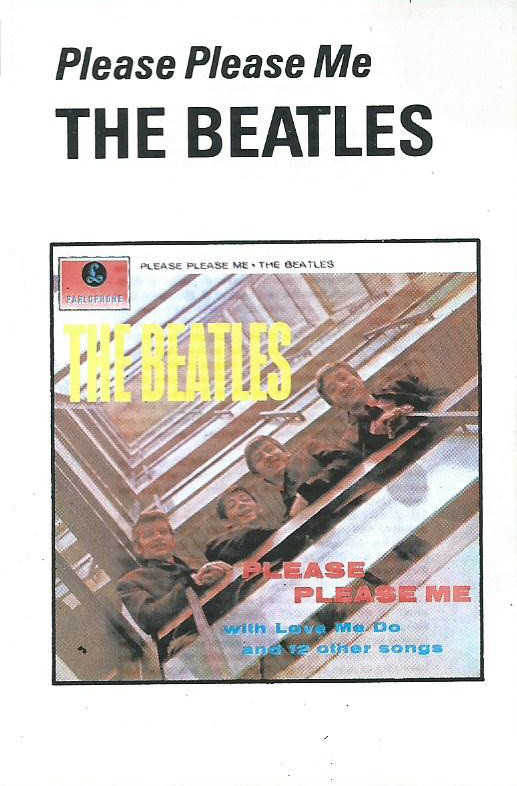 Please Please Me
THE BEATLES
PLEASE PLEASE ME • THE BEATLES
£
PARLOPHONE
THE BEATLES
PLEASE
PLEASE ME
with Love Me Do
and 12 other songs